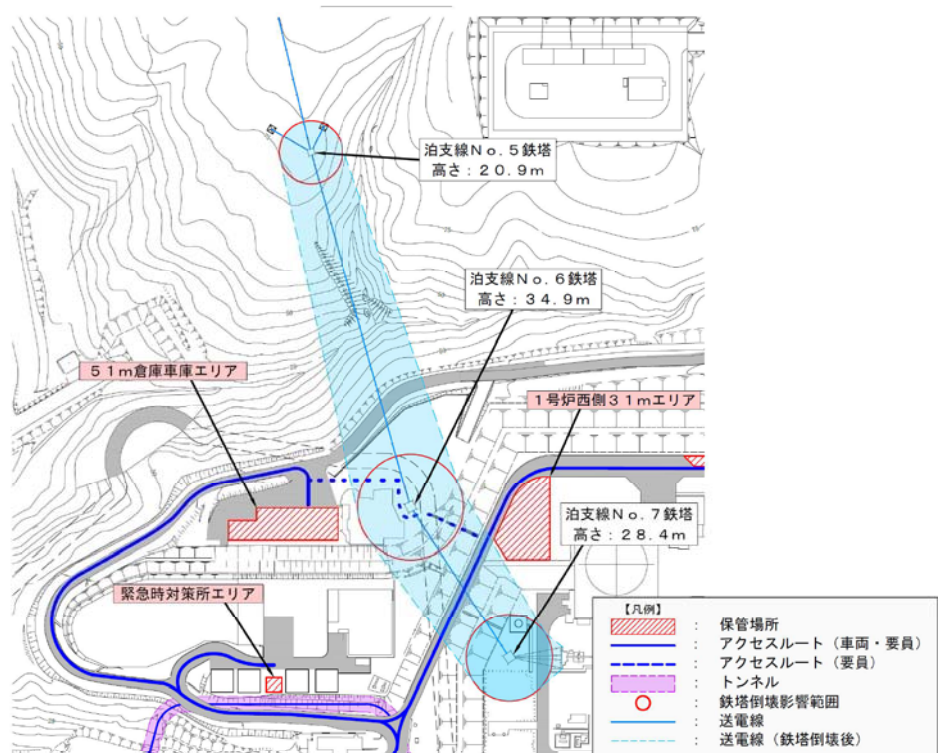 泊支線No.5鉄塔
高さ:20.9m
泊支線No.6鉄塔
高さ:34.9m
51m倉庫車庫エリア
1号炉西側31mエリア
泊支線No.7鉄塔
高さ:28.4m
緊急時対策所エリア
【凡例】
: 保管場所
: アクセスルート(車両・要員)
: アクセスルート(要員)
: トンネル
: 鉄塔倒壊影響範囲
: 送電線
: 送電線(鉄塔倒壊後)